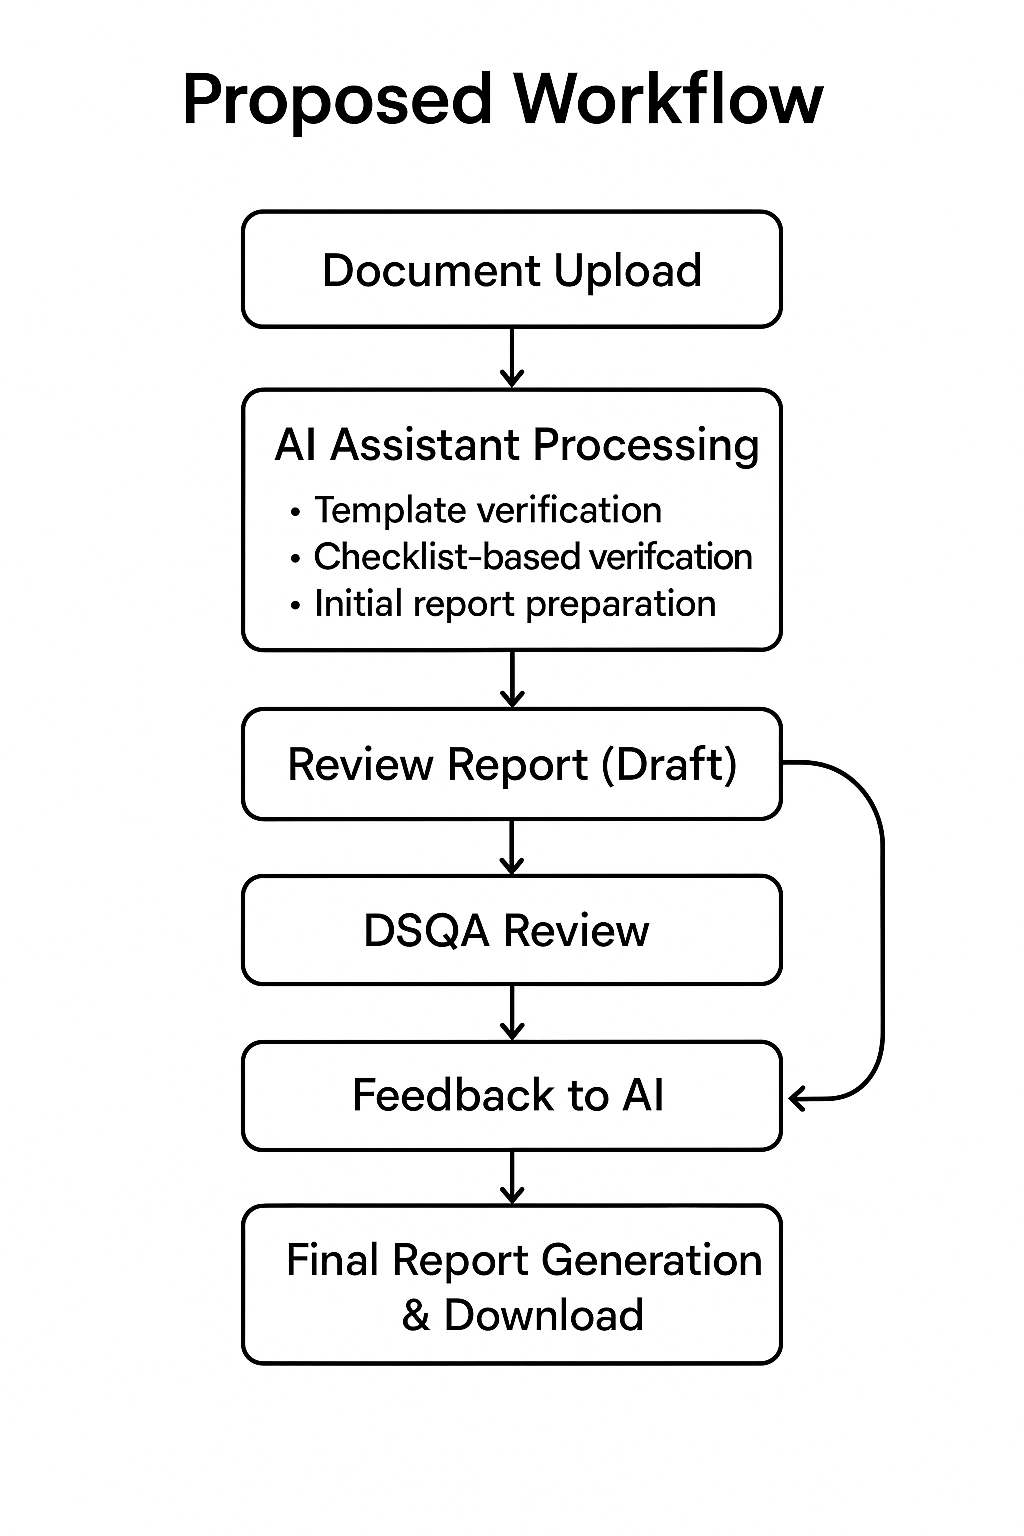 Proposed Workflow
Document Upload
AI Assistant Processing
• Template verification
• Checklist-based verifcation
• Initial report preparation
Review Report (Draft)
DSQA Review
Feedback to AI
Final Report Generation
& Download